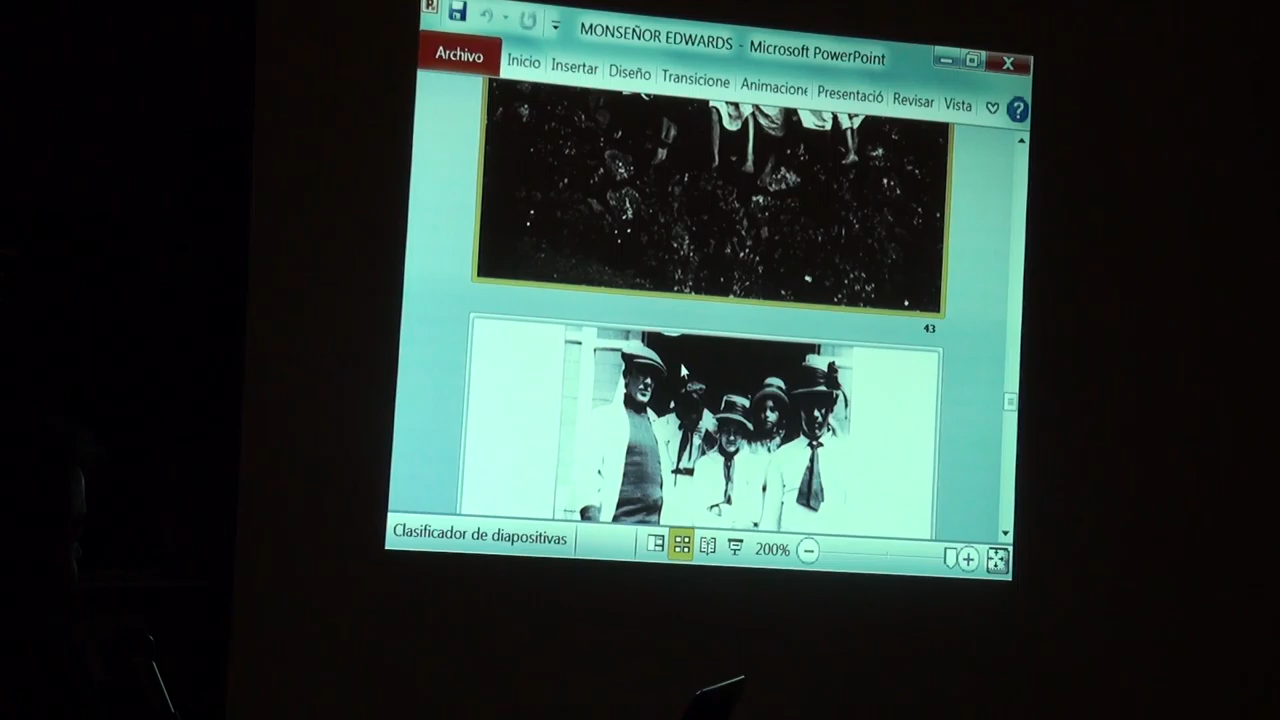 MONSEÑOR EDWARDS - Microsoft PowerPoint
Archivo Inicio Insertar Diseño Transicione Animacione Presentació Revisar Vista
43
Clasificador de diapositivas 200%